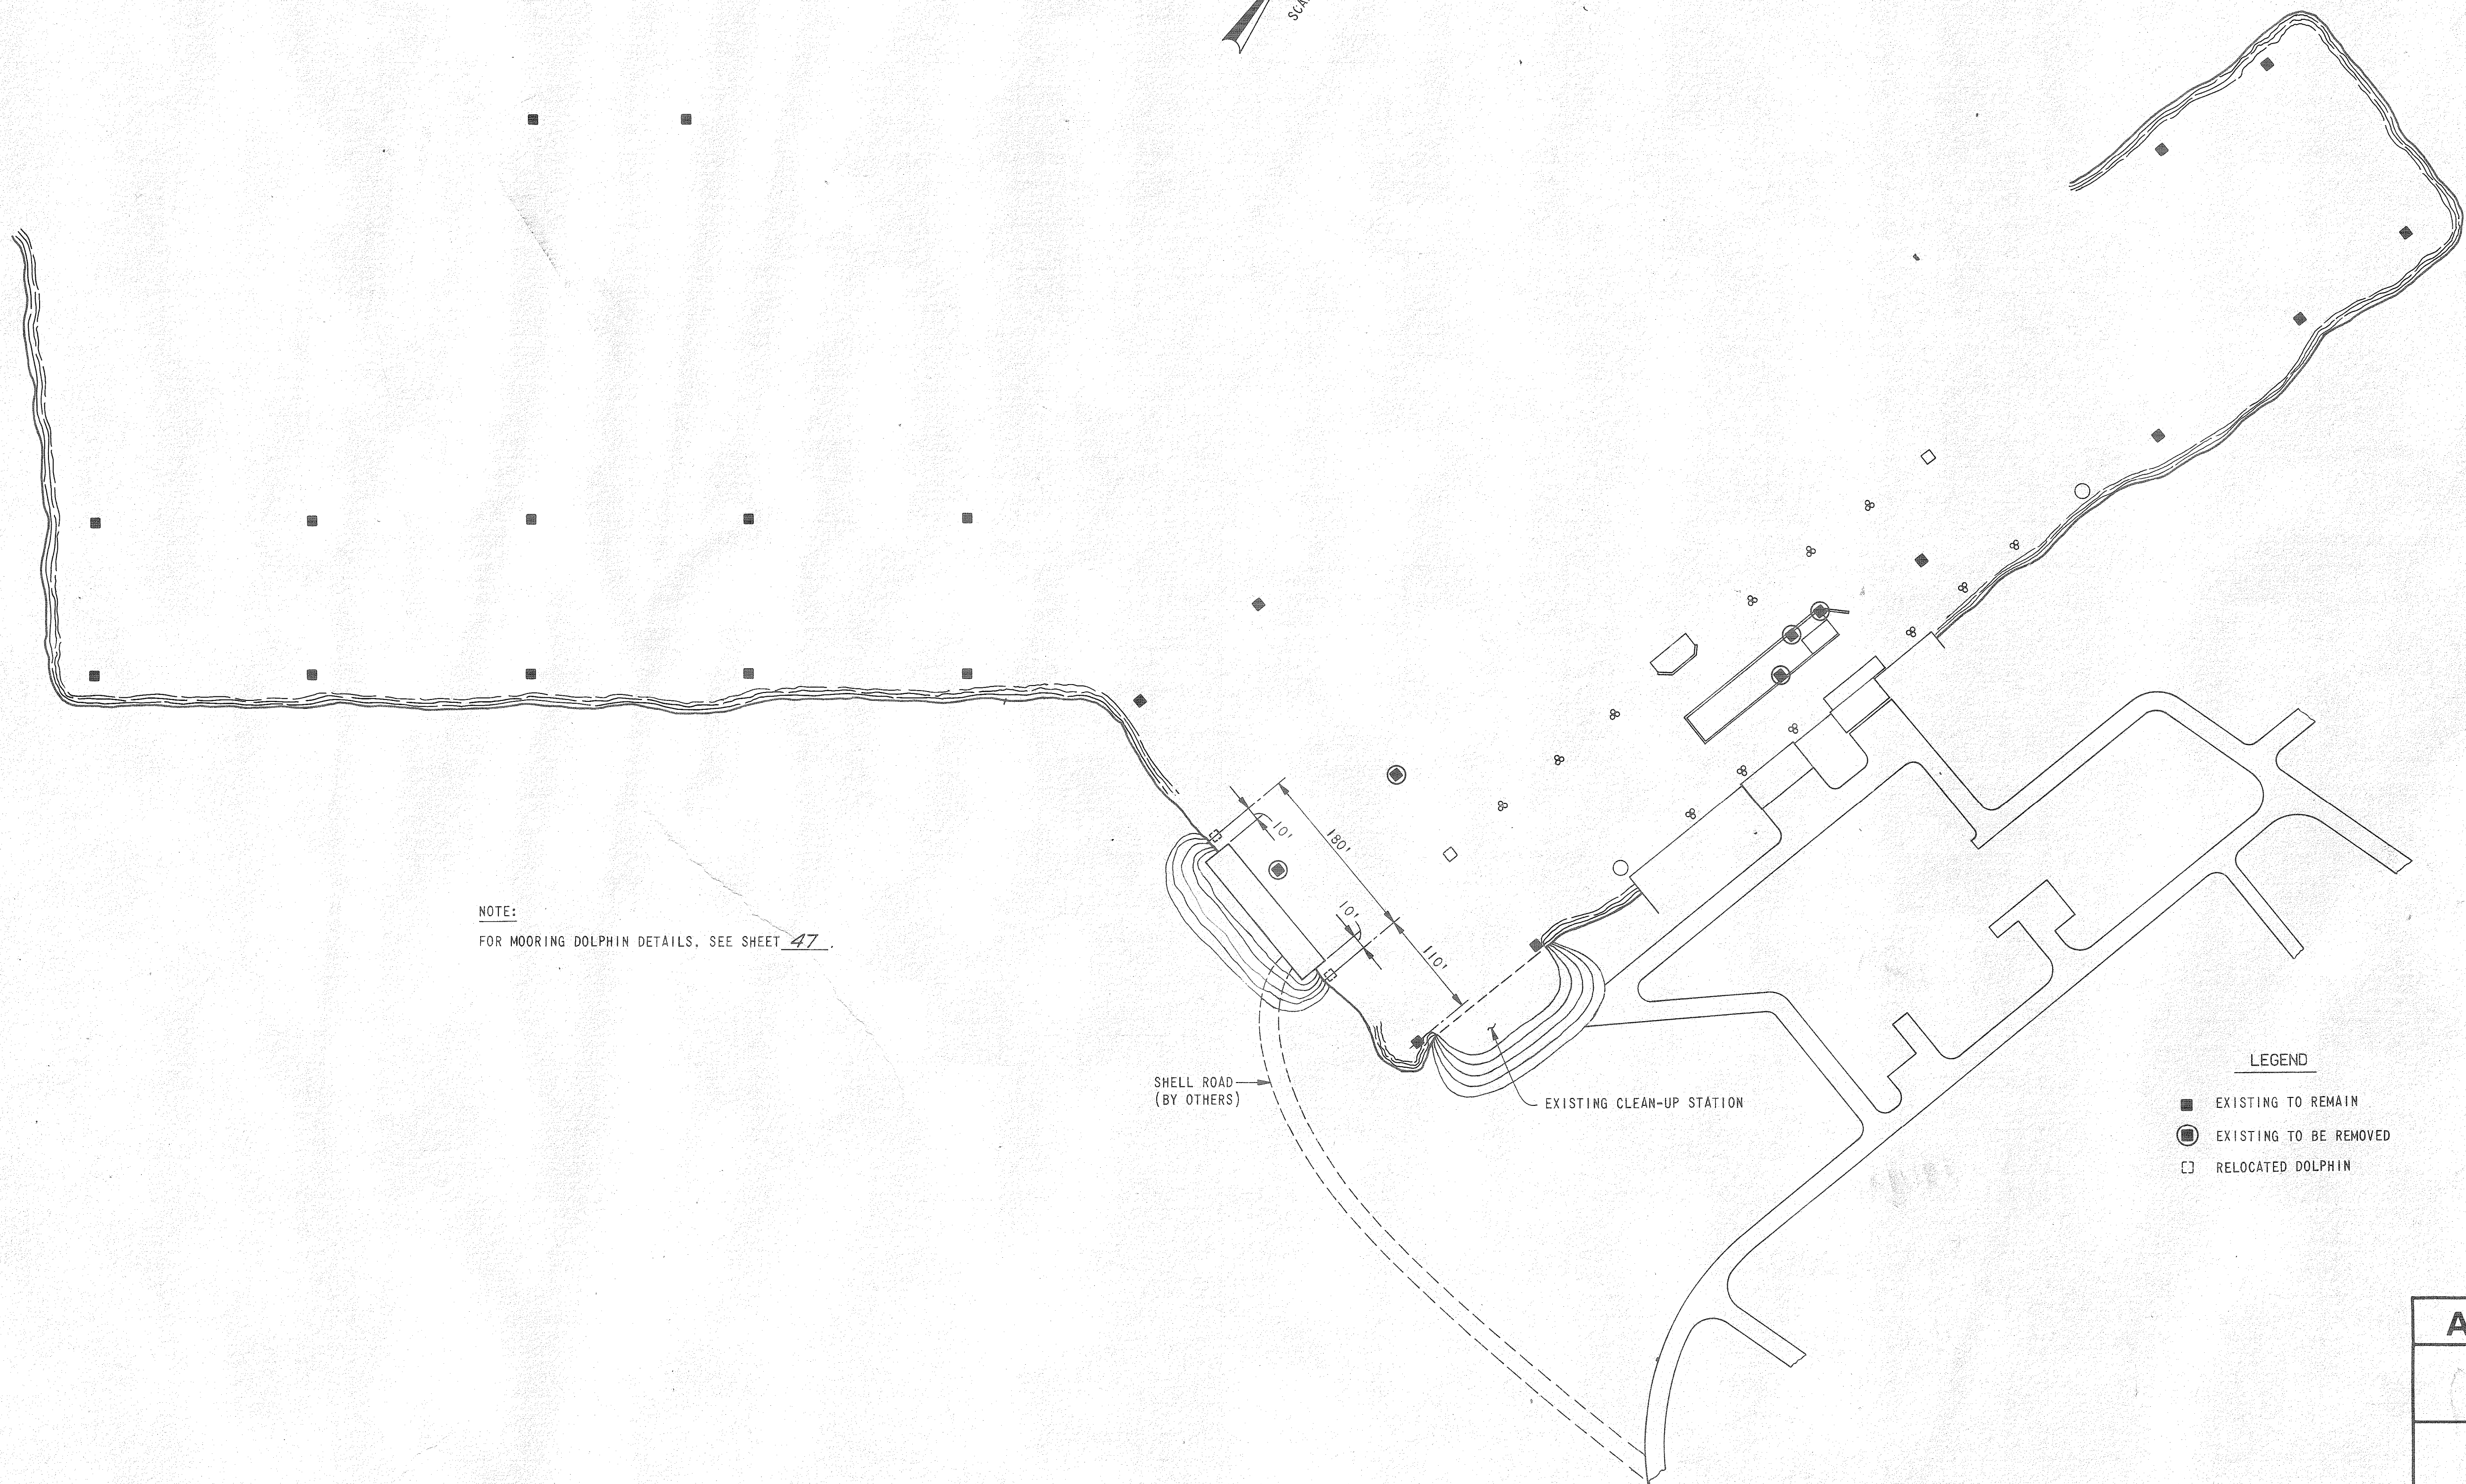 10'
180'
10'
110'
NOTE:
FOR MOORING DOLPHIN DETAILS. SEE SHEET 47.
SHELL ROAD
(BY OTHERS)
EXISTING CLEAN-UP STATION
LEGEND
EXISTING TO REMAIN
EXISTING TO BE REMOVED
RELOCATED DOLPHIN